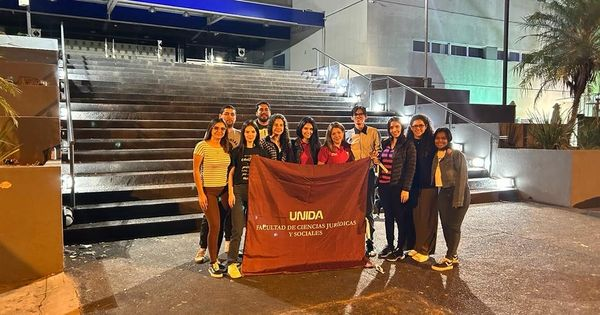 UNIDA
FACULTAD DE CIENCIAS JURÍDICAS
Y SOCIALES